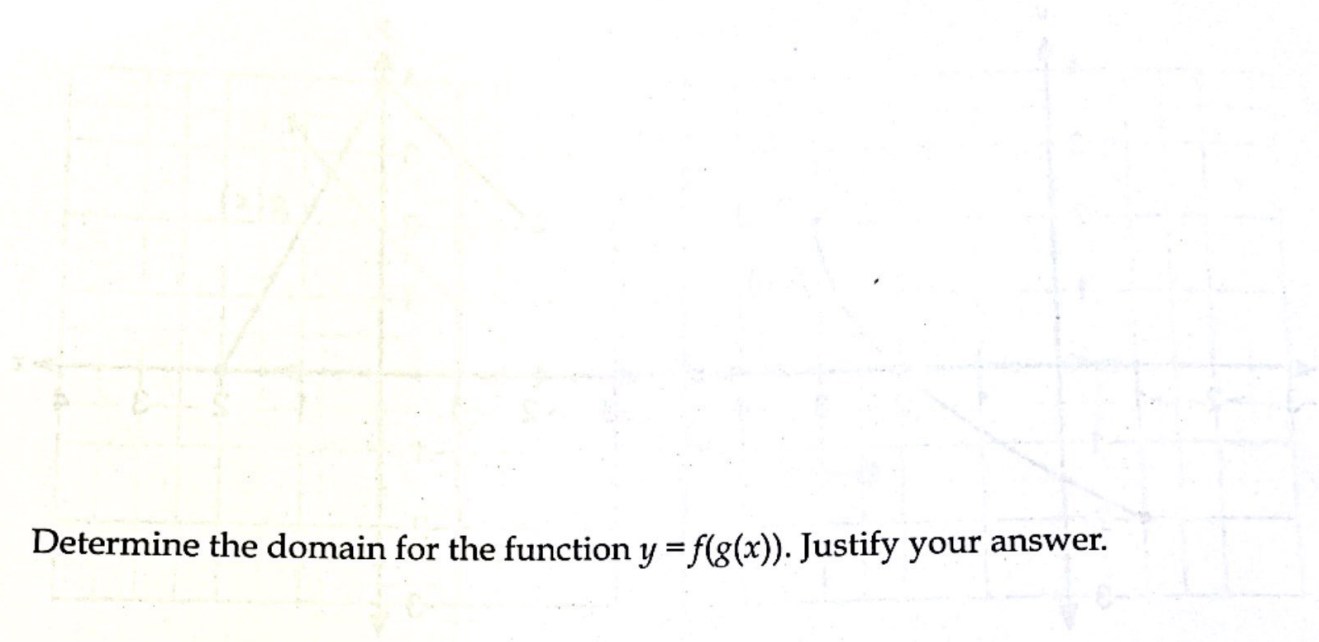 Determine the domain for the function y = f(g(x)). Justify your answer.